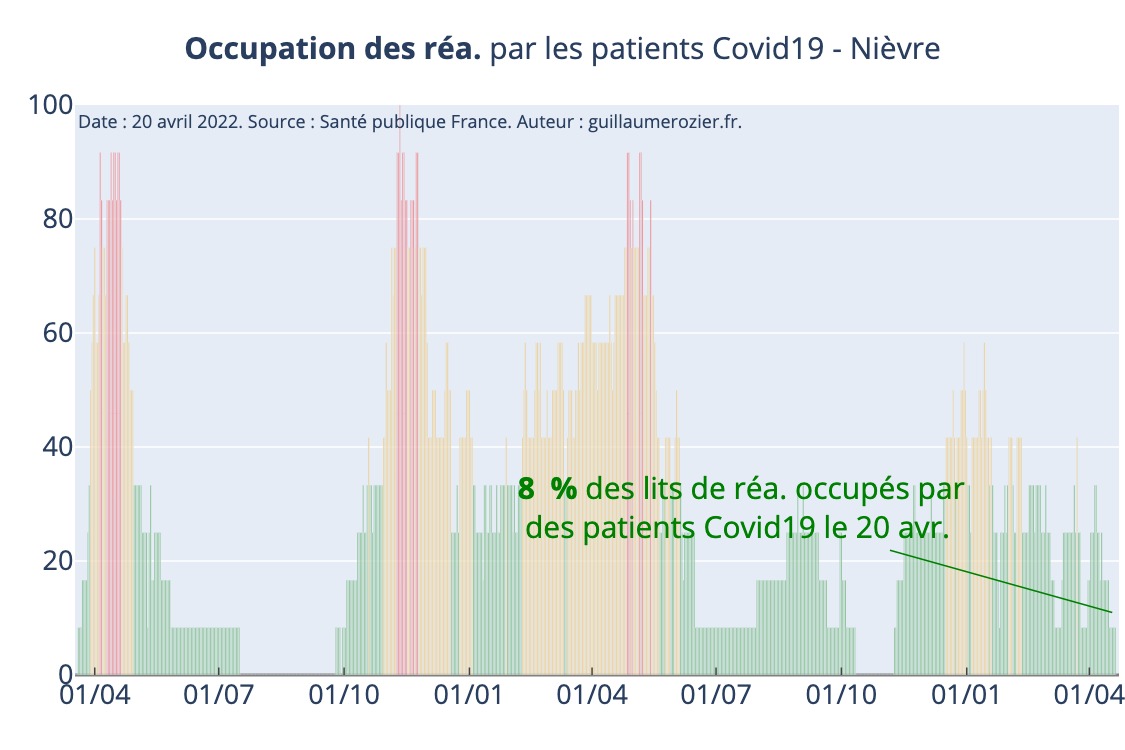 Occupation des réa. par les patients Covid19 - Nièvre
Date : 20 avril 2022. Source : Santé publique France. Auteur : guillaumerozier.fr.
100
80
60
40
20
0
8 % des lits de réa. occupés par
des patients Covid19 le 20 avr.
01/04 01/07 01/10 01/01 01/04 01/07 01/10 01/01 01/04